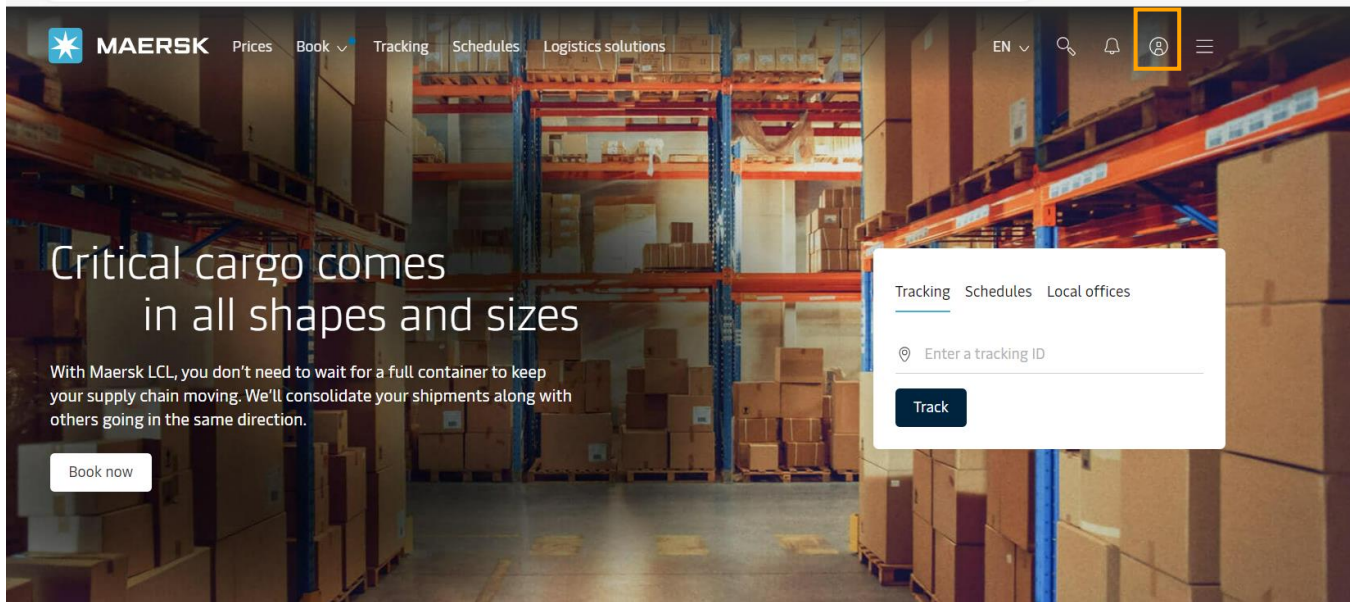 MAERSK Prices Book Tracking Schedules Logistics solutions EN
Critical cargo comes
in all shapes and sizes
With Maersk LCL, you don't need to wait for a full container to keep
your supply chain moving. We'll consolidate your shipments along with
others going in the same direction.
Book now
Tracking Schedules Local offices
Enter a tracking ID
Track